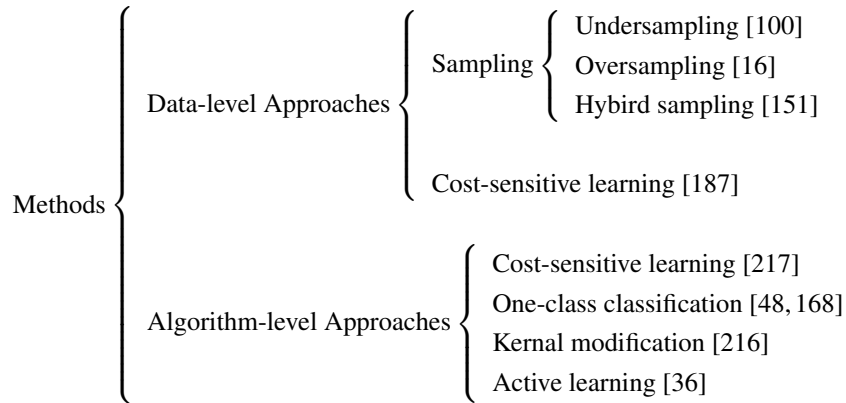 Undersampling [100]
Sampling
Oversampling [16]
Hybird sampling [151]
Data-level Approaches
Cost-sensitive learning [187]
Methods
Cost-sensitive learning [217]
One-class classification [48, 168]
Algorithm-level Approaches
Kernal modification [216]
Active learning [36]